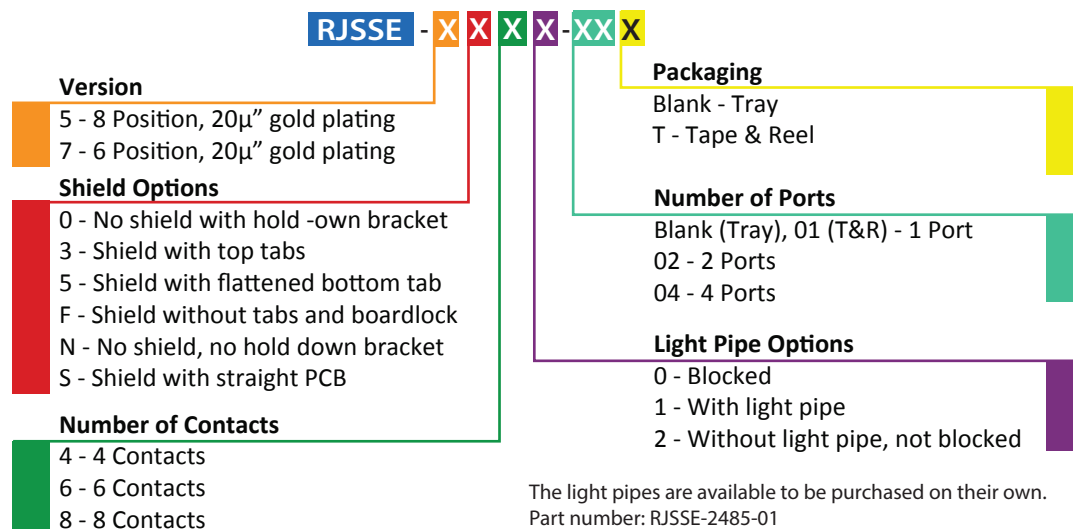 RJSSE - X X X X - XX X
Version
5 - 8 Position, 20µ” gold plating
7 - 6 Position, 20µ” gold plating
Shield Options
0 - No shield with hold -own bracket
3 - Shield with top tabs
5 - Shield with flattened bottom tab
F - Shield without tabs and boardlock
N - No shield, no hold down bracket
S - Shield with straight PCB
Number of Contacts
4 - 4 Contacts
6 - 6 Contacts
8 - 8 Contacts
Packaging
Blank - Tray
T - Tape & Reel
Number of Ports
Blank (Tray), 01 (T&R) - 1 Port
02 - 2 Ports
04 - 4 Ports
Light Pipe Options
0 - Blocked
1 - With light pipe
2 - Without light pipe, not blocked
The light pipes are available to be purchased on their own.
Part number: RJSSE-2485-01